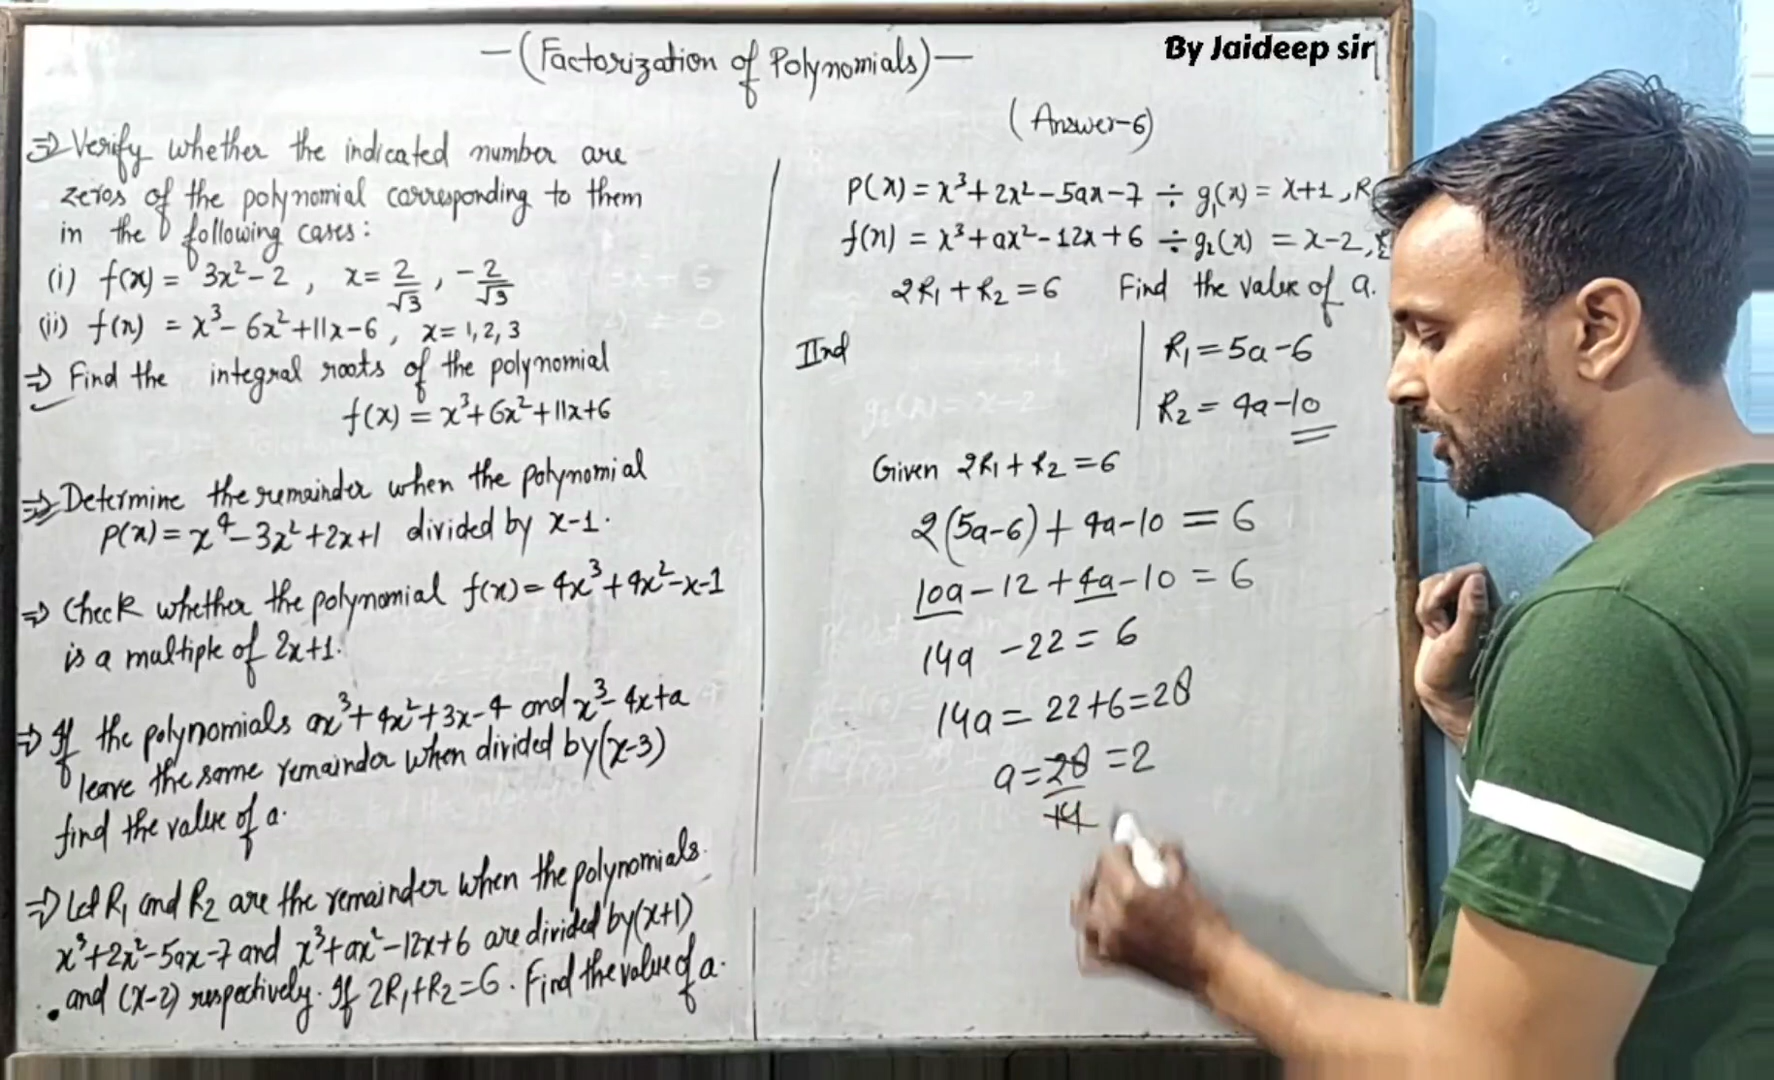 —(Factorization of Polynomials)—
By Jaideep sir
⇒ Verify whether the indicated number are
zeros of the polynomial corresponding to them
in the following cases:
(i) f(x) = 3x²-2 , x= 2/√3 , -2/√3
(ii) f(n) = x³- 6x²+11x-6 , x= 1,2,3
⇒ Find the integral roots of the polynomial
f(x) = x³+6x²+11x+6
⇒ Determine the remainder when the polynomial
P(x) = x⁴-3x²+2x+1 divided by x-1.
⇒ Check whether the polynomial f(x) = 4x³+4x²-x-1
is a multiple of 2x+1.
⇒ If the polynomials ax³+4x²+3x-4 and x³-4x+a
leave the same remainder when divided by (x-3)
find the value of a.
⇒ Let R₁ and R₂ are the remainder when the polynomials.
x³+2x²-5ax-7 and x³+ax²-12x+6 are divided by (x+1)
and (x-2) respectively. If 2R₁+R₂=6. Find the value of a.
(Answer-6)
P(x) = x³+2x²-5ax-7 ÷ g₁(x) = x+1 , R
f(n) = x³+ax²-12x+6 ÷ g₂(x) = x-2,
2R₁+R₂=6 Find the value of a.
IInd
R₁=5a-6
R₂= 4a-10
Given 2R₁+R₂=6
2(5a-6)+4a-10 = 6
10a-12+4a-10 = 6
14a -22= 6
14a = 22+6=28
a = 28/14 = 2